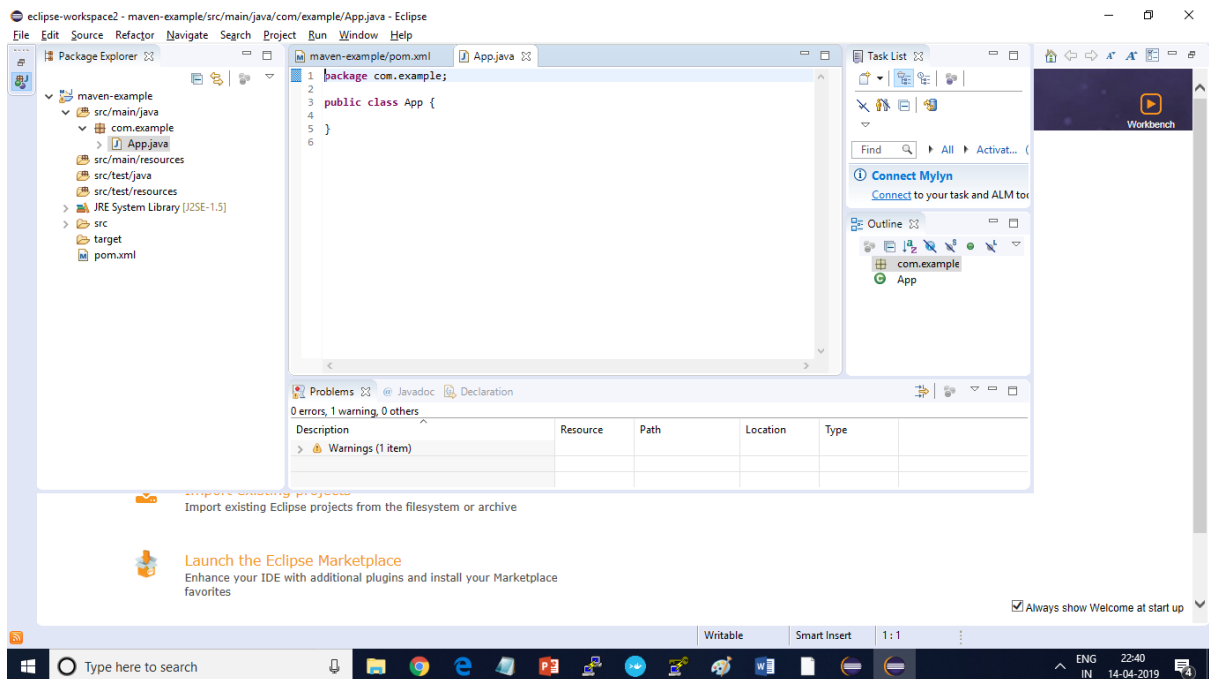 eclipse-workspace2 - maven-example/src/main/java/com/example/App.java - Eclipse
File Edit Source Refactor Navigate Search Project Run Window Help
Package Explorer
maven-example
src/main/java
com.example
App.java
src/main/resources
src/test/java
src/test/resources
JRE System Library [J2SE-1.5]
src
target
pom.xml
maven-example/pom.xml App.java
1 package com.example;
2
3 public class App {
4
5 }
6
Task List
Find All Activat...
Connect Mylyn
Connect to your task and ALM too
Outline
com.example
App
Workbench
Problems @ Javadoc Declaration
0 errors, 1 warning, 0 others
Description Resource Path Location Type
Warnings (1 item)
Import existing projects
Import existing Eclipse projects from the filesystem or archive
Launch the Eclipse Marketplace
Enhance your IDE with additional plugins and install your Marketplace
favorites
Always show Welcome at start up
Writable Smart Insert 1 : 1
Type here to search
ENG 22:40
IN 14-04-2019 4